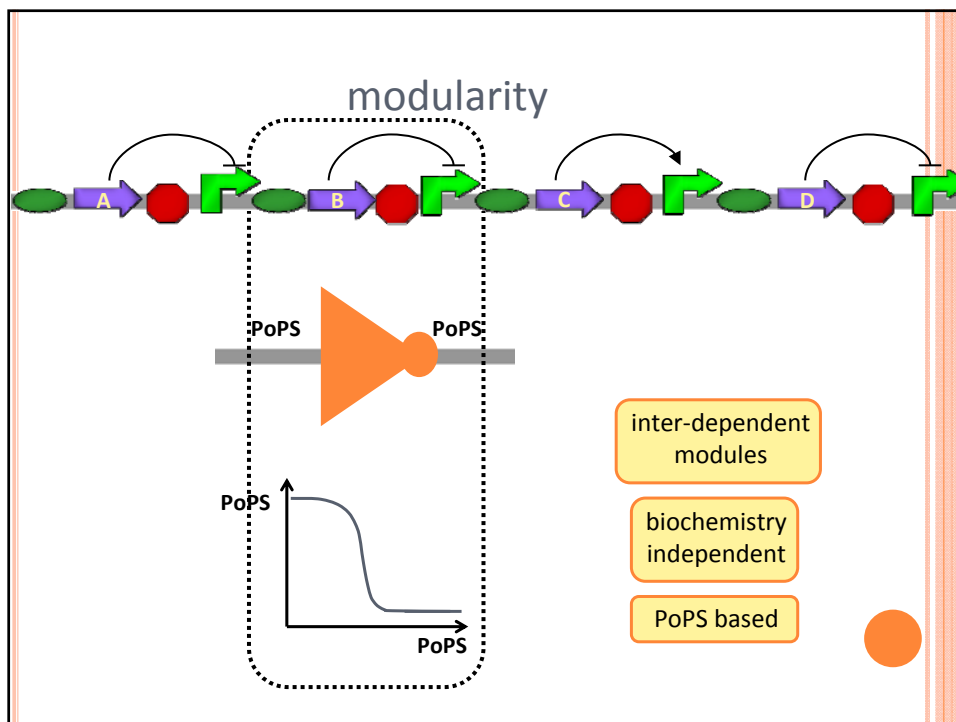 modularity
A
B
C
D
PoPS
PoPS
PoPS
PoPS
inter-dependent
modules
biochemistry
independent
PoPS based